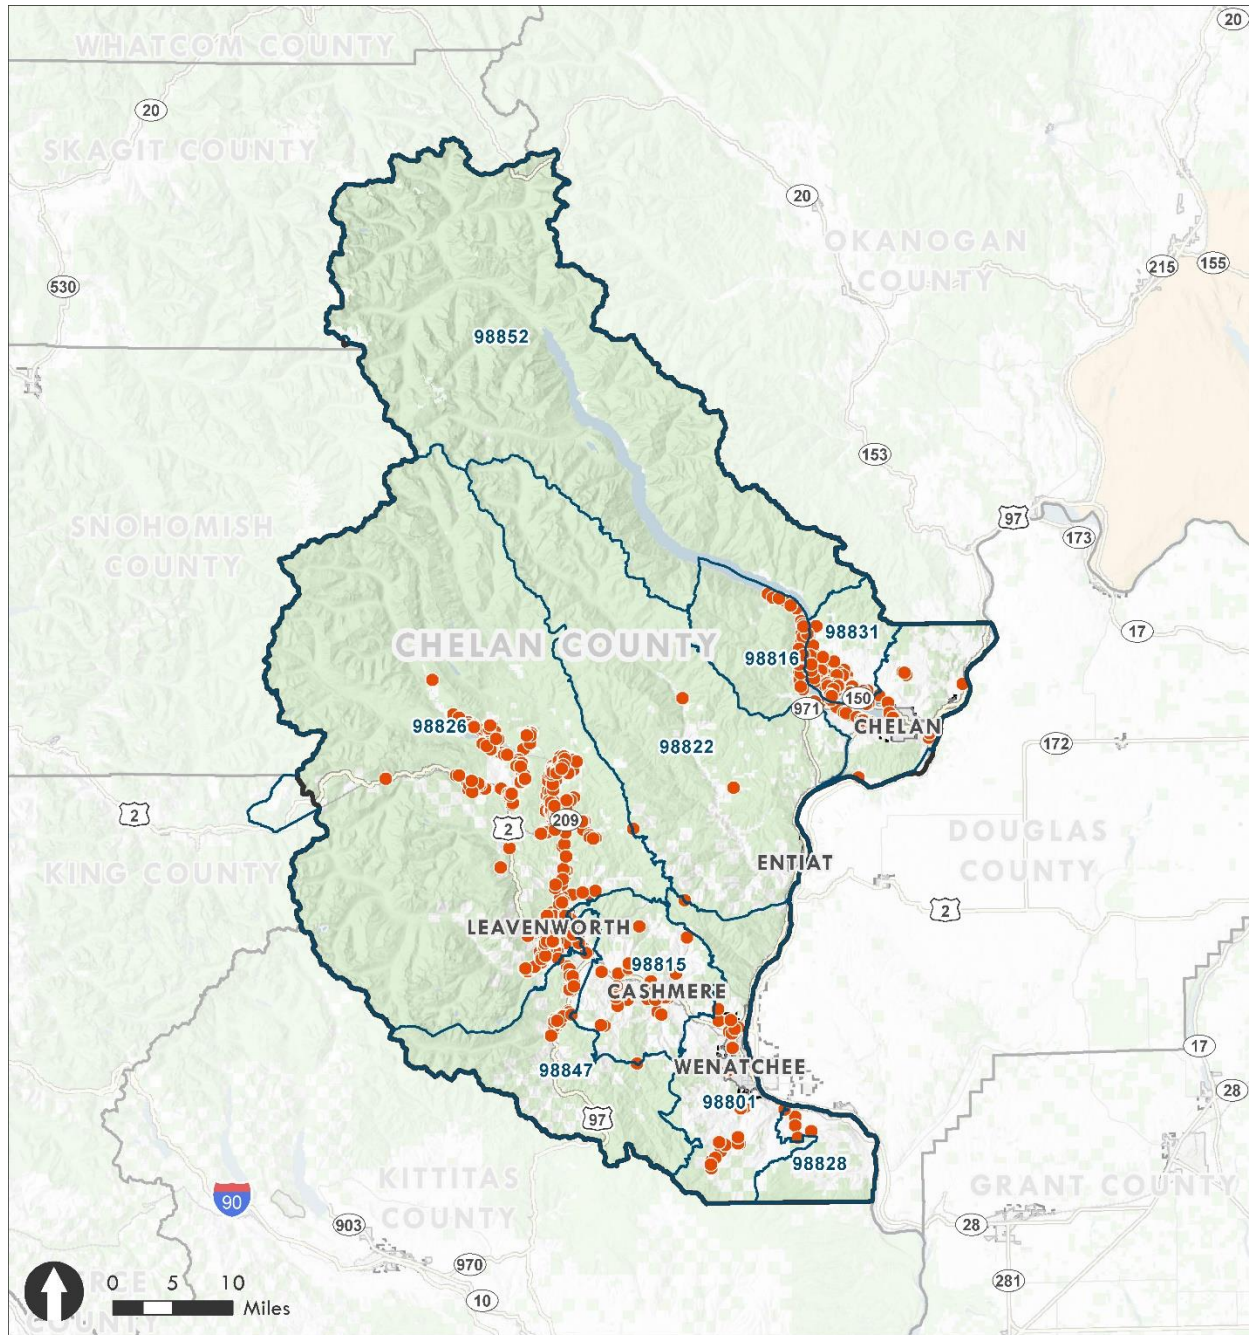 20
WHATCOM COUNTY
20
SKAGIT COUNTY
20
OKANOGAN
COUNTY
215
155
530
98852
153
97
SNOHOMISH
COUNTY
173
17
CHELAN COUNTY
98831
98816
150
971
CHELAN
98826
98822
172
2
209
2
DOUGLAS
COUNTY
KING COUNTY
ENTIAT
2
LEAVENWORTH
98815
CASHMERE
17
WENATCHEE
98847
28
98801
97
98828
KITTITAS
COUNTY
GRANT COUNTY
90
903
28
970
281
10
0 5 10
Miles
COUNTY